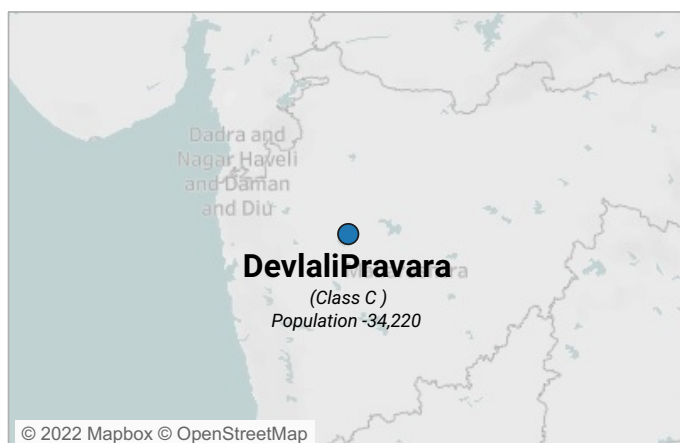 Dadra and
Nagar Haveli
and Daman
and Diu
DevlaliPravara
(Class C )
Population -34,220
© 2022 Mapbox © OpenStreetMap